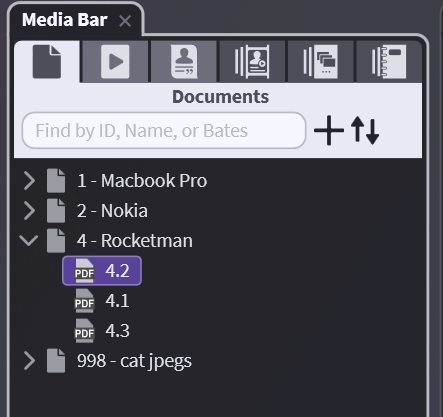 Media Bar
Documents
Find by ID, Name, or Bates
1 - Macbook Pro
2 - Nokia
4 - Rocketman
PDF 4.2
PDF 4.1
PDF 4.3
998 - cat jpegs